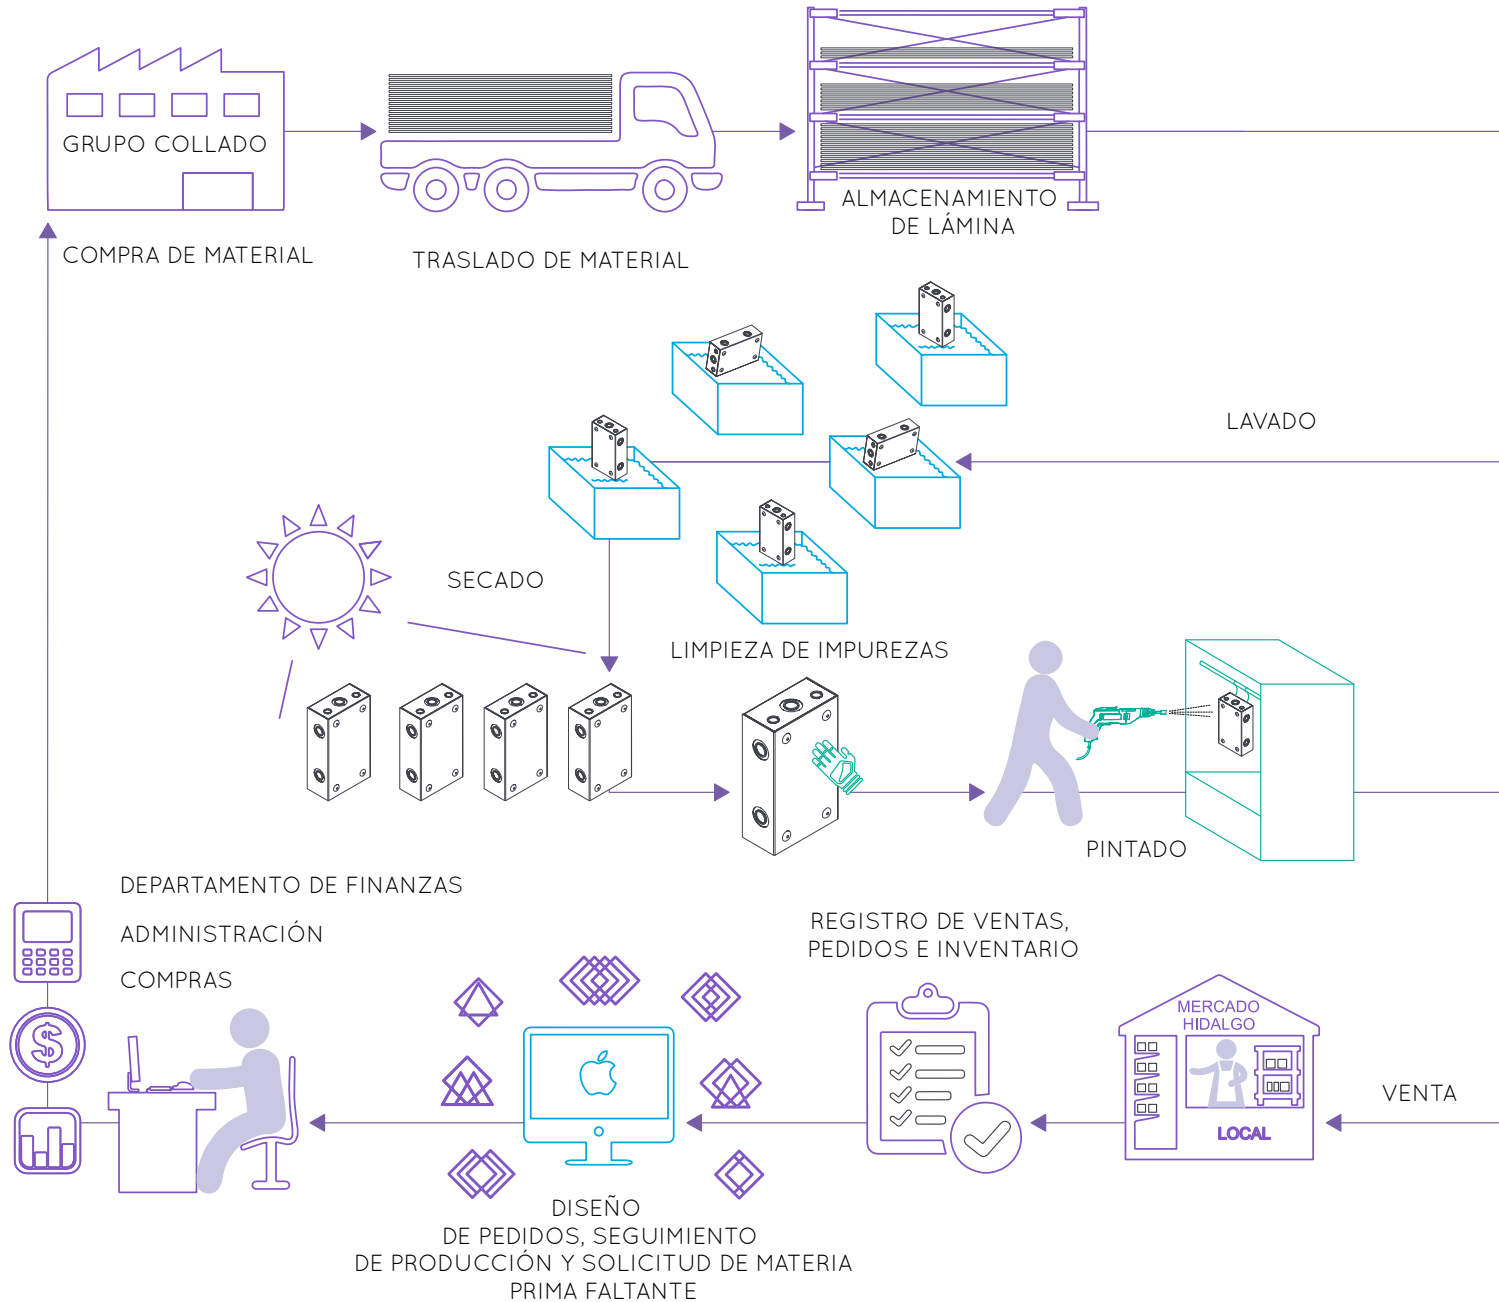 GRUPO COLLADO
COMPRA DE MATERIAL
TRASLADO DE MATERIAL
ALMACENAMIENTO
DE LÁMINA
LAVADO
SECADO
LIMPIEZA DE IMPUREZAS
PINTADO
DEPARTAMENTO DE FINANZAS
ADMINISTRACIÓN
COMPRAS
REGISTRO DE VENTAS,
PEDIDOS E INVENTARIO
MERCADO
HIDALGO
LOCAL
VENTA
$
DISEÑO
DE PEDIDOS, SEGUIMIENTO
DE PRODUCCIÓN Y SOLICITUD DE MATERIA
PRIMA FALTANTE